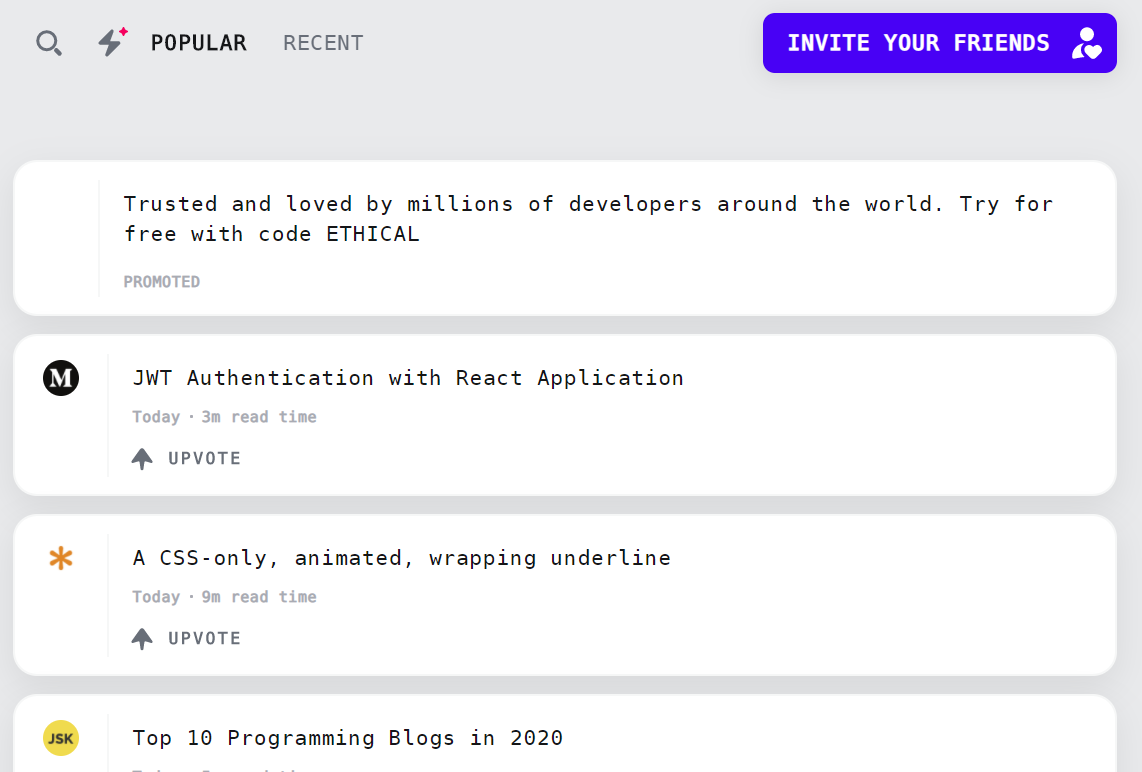 POPULAR RECENT INVITE YOUR FRIENDS
Trusted and loved by millions of developers around the world. Try for
free with code ETHICAL
PROMOTED
M JWT Authentication with React Application
Today · 3m read time
UPVOTE
A CSS-only, animated, wrapping underline
Today · 9m read time
UPVOTE
JSK Top 10 Programming Blogs in 2020